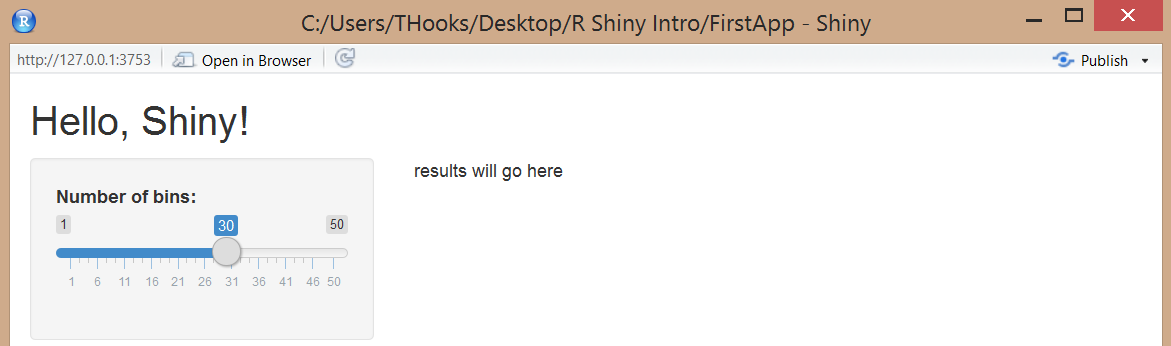 R C:/Users/THooks/Desktop/R Shiny Intro/FirstApp - Shiny
http://127.0.0.1:3753 Open in Browser Publish
Hello, Shiny!
results will go here
Number of bins:
1 30 50
1 6 11 16 21 26 31 36 41 46 50